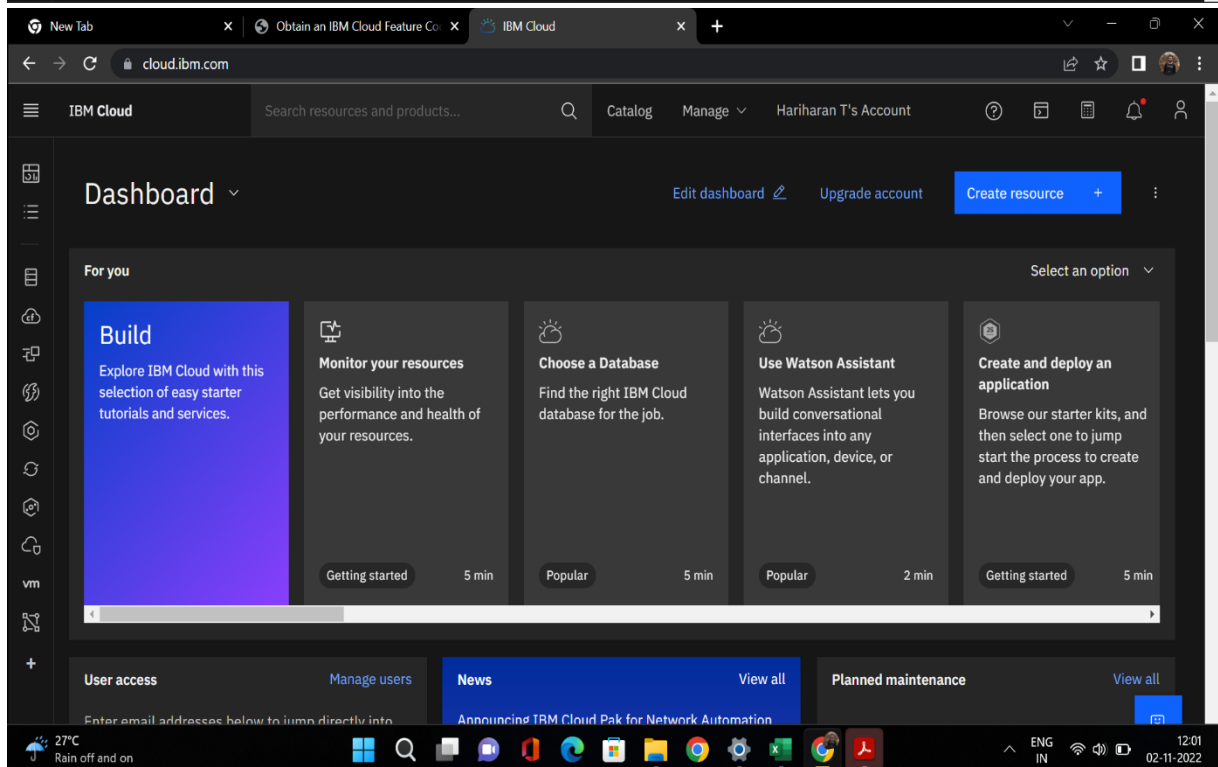 New Tab
Obtain an IBM Cloud Feature Co
IBM Cloud
cloud.ibm.com
IBM Cloud
Search resources and products...
Catalog
Manage
Hariharan T's Account
Dashboard
Edit dashboard
Upgrade account
Create resource +
For you
Select an option
Build
Explore IBM Cloud with this
selection of easy starter
tutorials and services.
Monitor your resources
Get visibility into the
performance and health of
your resources.
Getting started
5 min
Choose a Database
Find the right IBM Cloud
database for the job.
Popular
5 min
Use Watson Assistant
Watson Assistant lets you
build conversational
interfaces into any
application, device, or
channel.
Popular
2 min
Create and deploy an
application
Browse our starter kits, and
then select one to jump
start the process to create
and deploy your app.
Getting started
5 min
vm
User access
Manage users
Enter email addresses below to jump directly into
News
View all
Announcing IBM Cloud Pak for Network Automation
Planned maintenance
View all
27°C
Rain off and on
ENG
IN
12:01
02-11-2022